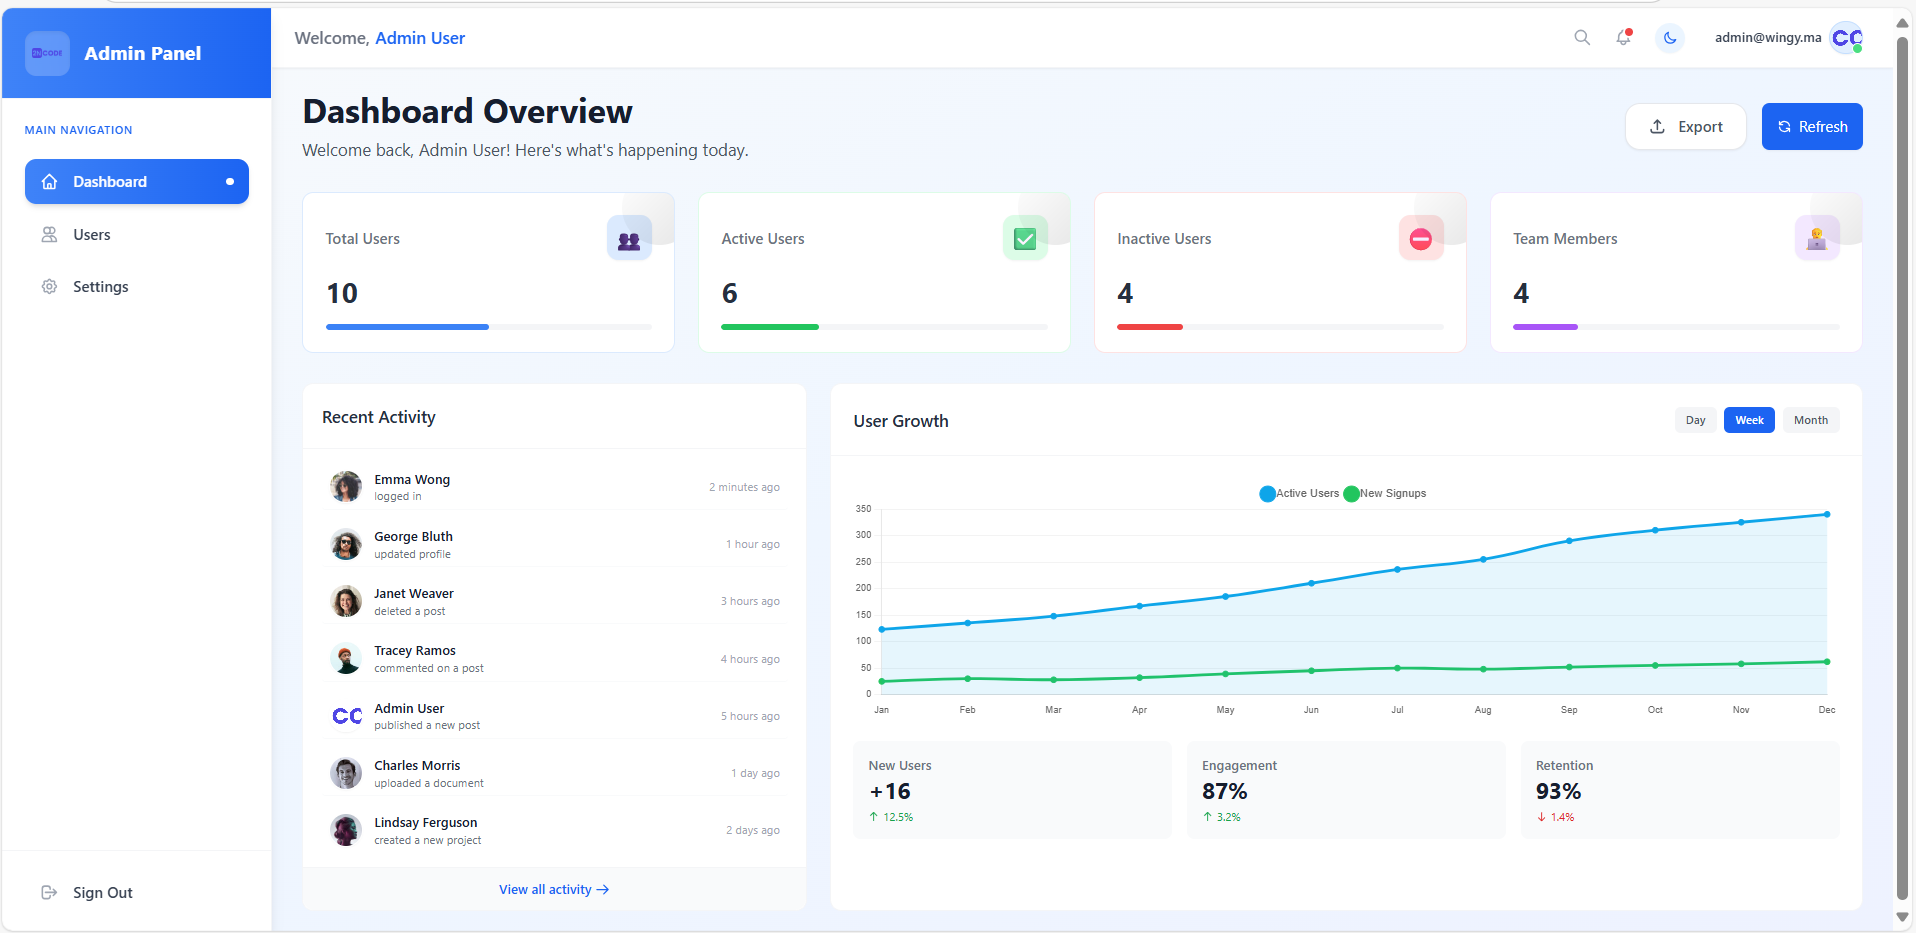 CODE
Admin Panel
Welcome, Admin User
admin@wingy.ma
CC
MAIN NAVIGATION
Dashboard
Users
Settings
Sign Out
Dashboard Overview
Welcome back, Admin User! Here's what's happening today.
Export
Refresh
Total Users
10
Active Users
6
Inactive Users
4
Team Members
4
Recent Activity
Emma Wong
logged in
2 minutes ago
George Bluth
updated profile
1 hour ago
Janet Weaver
deleted a post
3 hours ago
Tracey Ramos
commented on a post
4 hours ago
CC
Admin User
published a new post
5 hours ago
Charles Morris
uploaded a document
1 day ago
Lindsay Ferguson
created a new project
2 days ago
View all activity →
User Growth
Day Week Month
Active Users New Signups
350
300
250
200
150
100
50
0
Jan Feb Mar Apr May Jun Jul Aug Sep Oct Nov Dec
New Users
+16
↑ 12.5%
Engagement
87%
↑ 3.2%
Retention
93%
↓ 1.4%